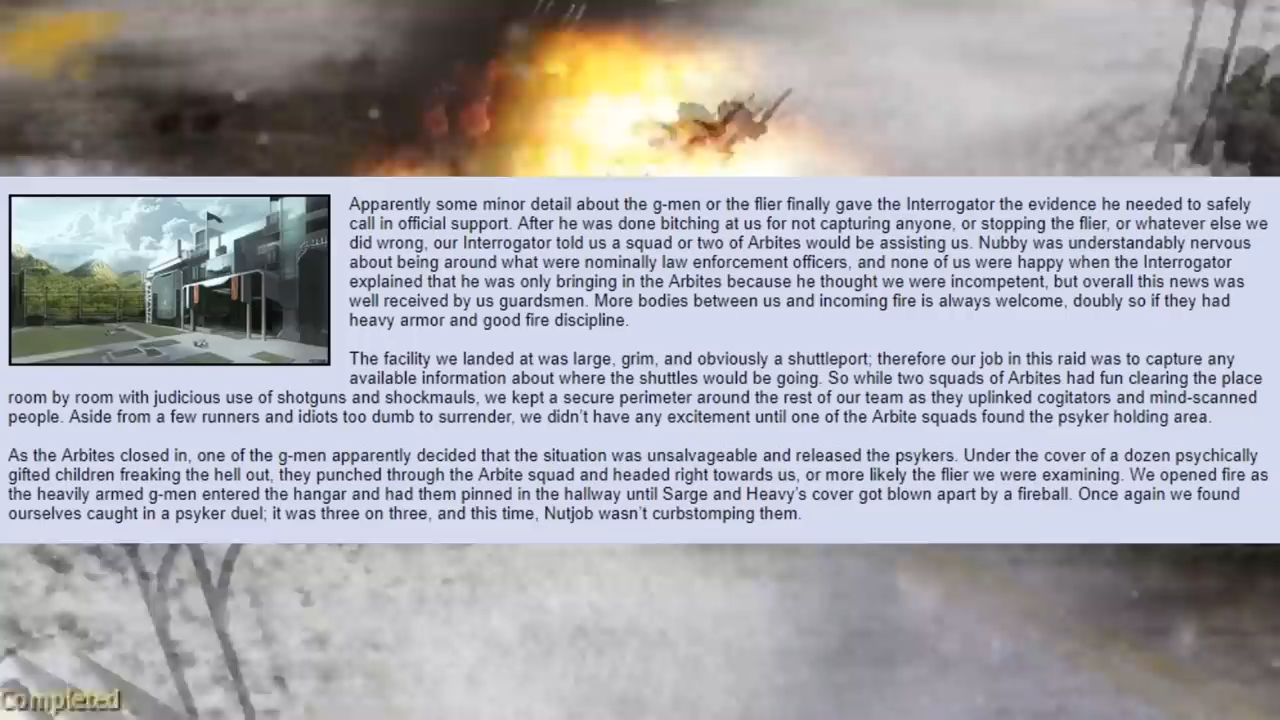 Apparently some minor detail about the g-men or the flier finally gave the Interrogator the evidence he needed to safely
call in official support. After he was done bitching at us for not capturing anyone, or stopping the flier, or whatever else we
did wrong, our Interrogator told us a squad or two of Arbites would be assisting us. Nubby was understandably nervous
about being around what were nominally law enforcement officers, and none of us were happy when the Interrogator
explained that he was only bringing in the Arbites because he thought we were incompetent, but overall this news was
well received by us guardsmen. More bodies between us and incoming fire is always welcome, doubly so if they had
heavy armor and good fire discipline.
The facility we landed at was large, grim, and obviously a shuttleport; therefore our job in this raid was to capture any
available information about where the shuttles would be going. So while two squads of Arbites had fun clearing the place
room by room with judicious use of shotguns and shockmauls, we kept a secure perimeter around the rest of our team as they uplinked cogitators and mind-scanned
people. Aside from a few runners and idiots too dumb to surrender, we didn't have any excitement until one of the Arbite squads found the psyker holding area.
As the Arbites closed in, one of the g-men apparently decided that the situation was unsalvageable and released the psykers. Under the cover of a dozen psychically
gifted children freaking the hell out, they punched through the Arbite squad and headed right towards us, or more likely the flier we were examining. We opened fire as
the heavily armed g-men entered the hangar and had them pinned in the hallway until Sarge and Heavy's cover got blown apart by a fireball. Once again we found
ourselves caught in a psyker duel; it was three on three, and this time, Nutjob wasn't curbstomping them.
Completed